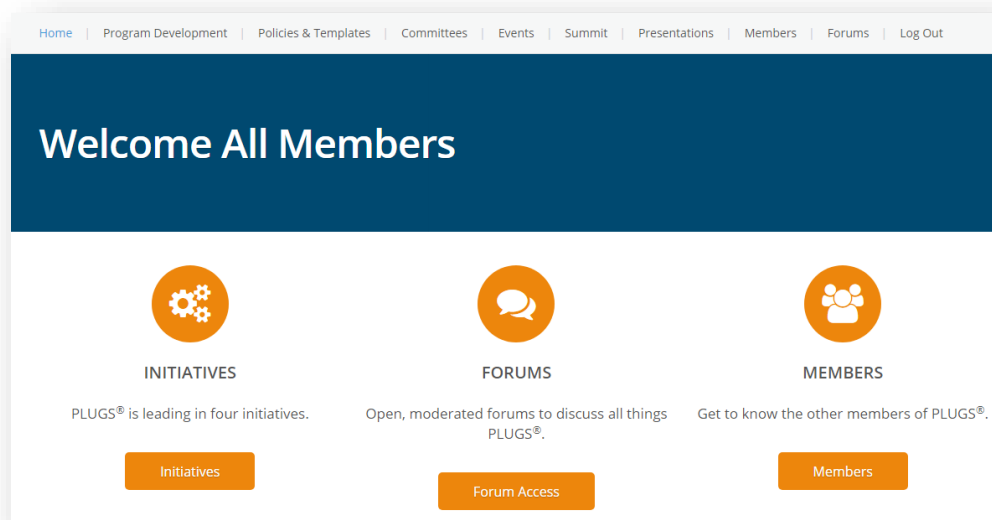 Home | Program Development | Policies & Templates | Committees | Events | Summit | Presentations | Members | Forums | Log Out
Welcome All Members
INITIATIVES
PLUGS® is leading in four initiatives.
Initiatives
FORUMS
Open, moderated forums to discuss all things
PLUGS®.
Forum Access
MEMBERS
Get to know the other members of PLUGS®.
Members